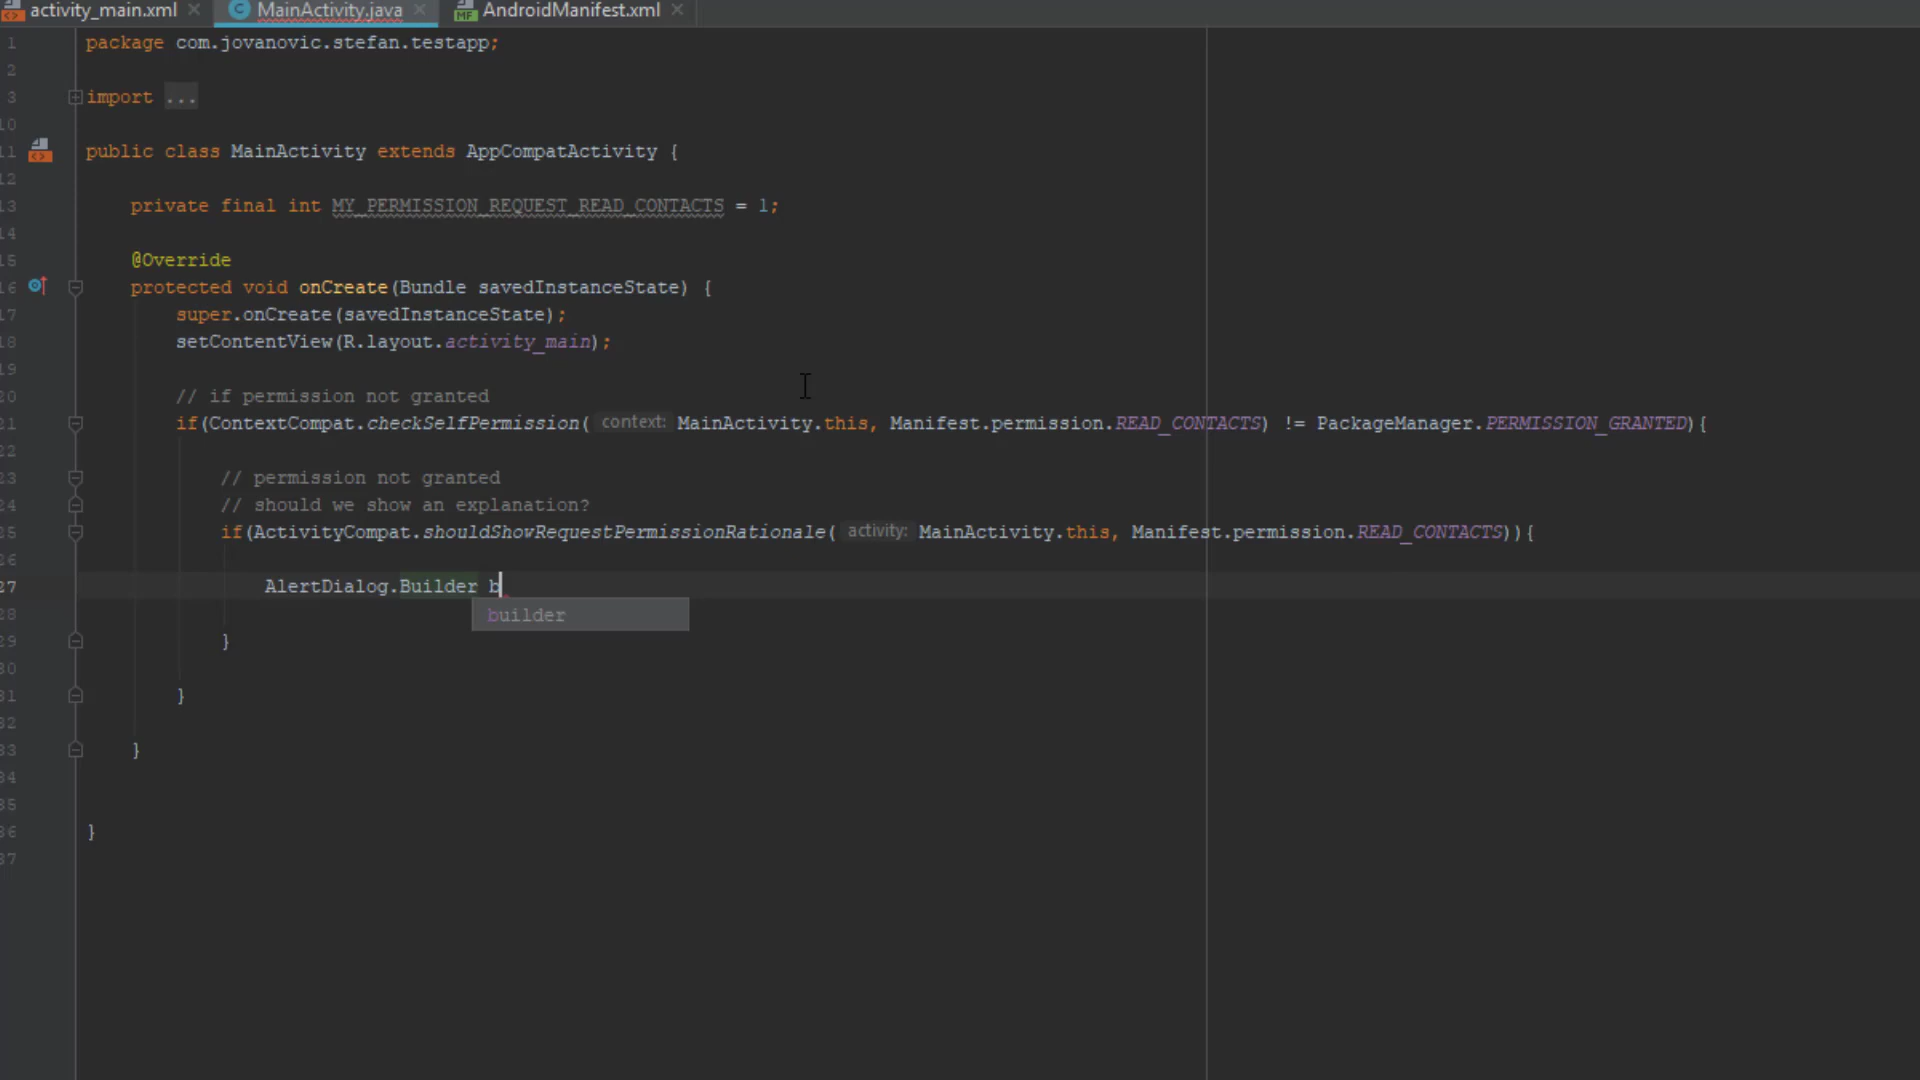 activity_main.xml MainActivity.java AndroidManifest.xml
1 package com.jovanovic.stefan.testapp;
2
3 import ...
10
11 public class MainActivity extends AppCompatActivity {
12
13 private final int MY_PERMISSION_REQUEST_READ_CONTACTS = 1;
14
15 @Override
16 protected void onCreate(Bundle savedInstanceState) {
17 super.onCreate(savedInstanceState);
18 setContentView(R.layout.activity_main);
19
20 // if permission not granted
21 if(ContextCompat.checkSelfPermission( context: MainActivity.this, Manifest.permission.READ_CONTACTS) != PackageManager.PERMISSION_GRANTED){
22
23 // permission not granted
24 // should we show an explanation?
25 if(ActivityCompat.shouldShowRequestPermissionRationale( activity: MainActivity.this, Manifest.permission.READ_CONTACTS)){
26
27 AlertDialog.Builder b
28 builder
29 }
30
31 }
32
33 }
34
35
36 }
37